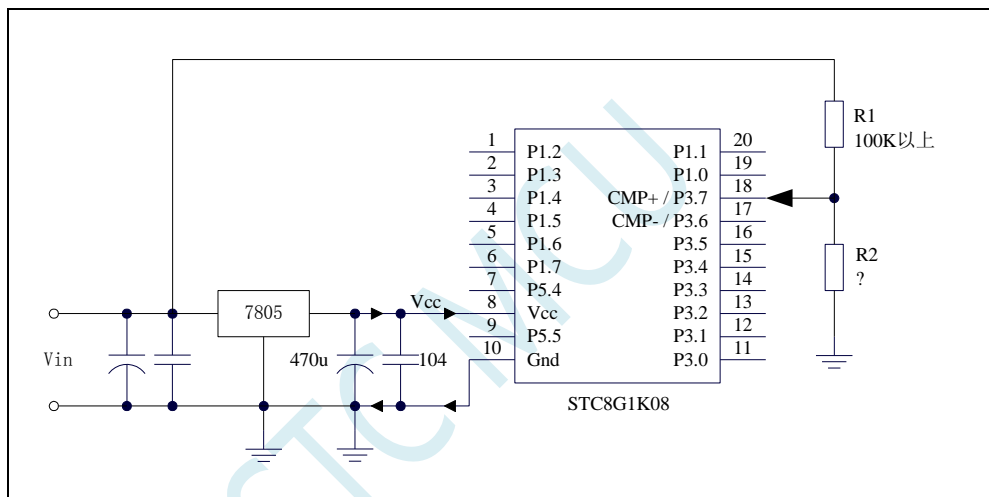 R1
100K以上
1
P1.2
P1.1
20
2
P1.3
P1.0
19
3
P1.4
CMP+ / P3.7
18
4
P1.5
CMP- / P3.6
17
5
P1.6
P3.5
16
6
P1.7
P3.4
15
7
P5.4
P3.3
14
8
Vcc
P3.2
13
9
P5.5
P3.1
12
10
Gnd
P3.0
11
R2
?
7805
Vcc
Vin
470u
104
STC8G1K08
STC MCU